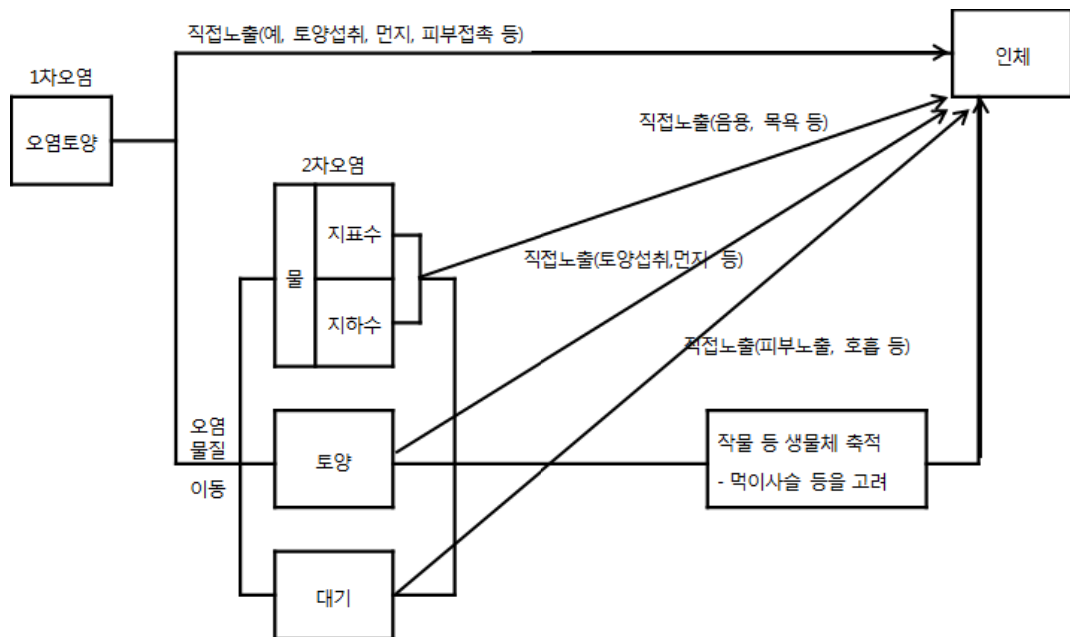 직접노출(예, 토양섭취, 먼지, 피부접촉 등)
인체
1차오염
오염토양
직접노출(음용, 목욕 등)
2차오염
물
지표수
지하수
직접노출(토양섭취,먼지 등)
직접노출(피부노출, 호흡 등)
오염
물질
이동
토양
작물 등 생물체 축적
- 먹이사슬 등을 고려
대기